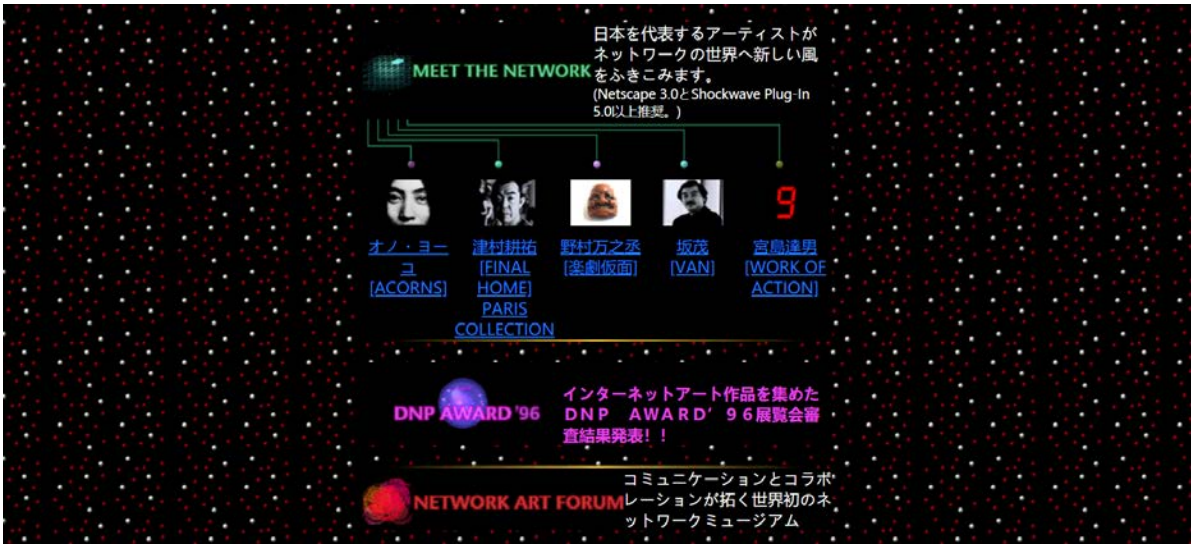 MEET THE NETWORK
日本を代表するアーティストが
ネットワークの世界へ新しい風
をふきこみます。
(Netscape 3.0とShockwave Plug-In
5.0以上推奨。)
9
オノ・ヨー
コ
[ACORNS]
津村耕祐
[FINAL
HOME]
PARIS
COLLECTION
野村万之丞
[楽劇仮面]
坂茂
[VAN]
宮島達男
[WORK OF
ACTION]
DNP AWARD '96
インターネットアート作品を集めた
ＤＮＰ　ＡＷＡＲＤ’９６展覧会審
査結果発表！！
NETWORK ART FORUM
コミュニケーションとコラボ
レーションが拓く世界初のネ
ットワークミュージアム